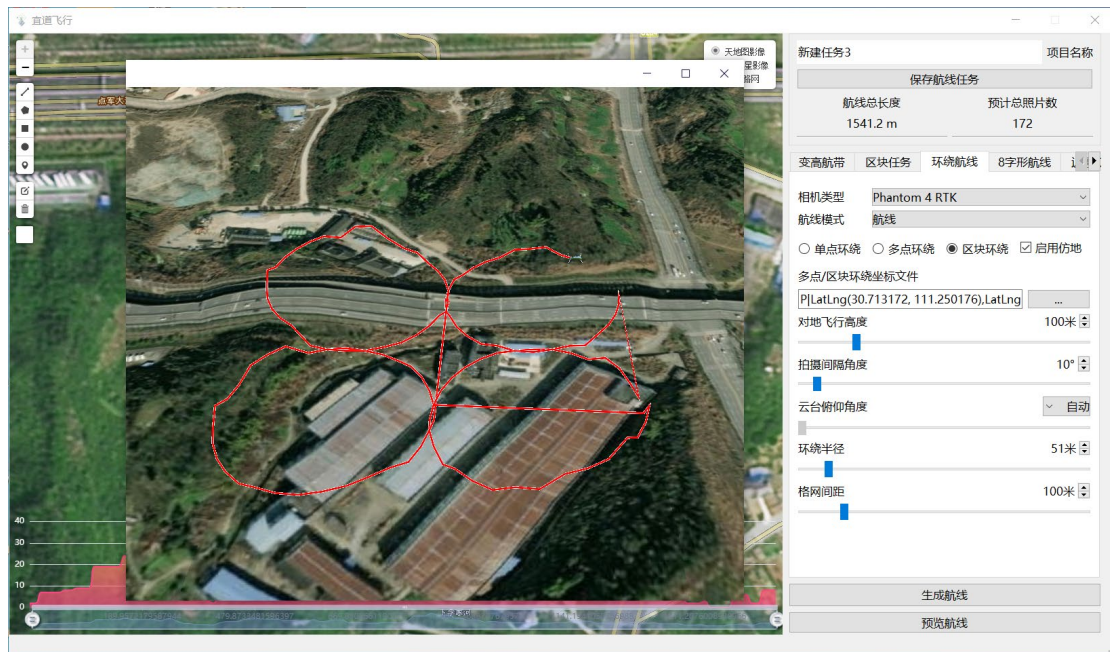 直通飞行
天地图影像
星影像
点军大
新建任务3
项目名称
保存航线任务
航线总长度
预计总照片数
1541.2 m
172
变高航带
区块任务
环绕航线
8字形航线
相机类型
Phantom 4 RTK
航线模式
航线
单点环绕
多点环绕
区块环绕
启用仿地
多点/区块环绕坐标文件
P|LatLng(30.713172, 111.250176),LatLng
...
对地飞行高度
100米
拍摄间隔角度
10°
云台俯仰角度
自动
环绕半径
51米
格网间距
100米
生成航线
预览航线
40
30
20
10
0